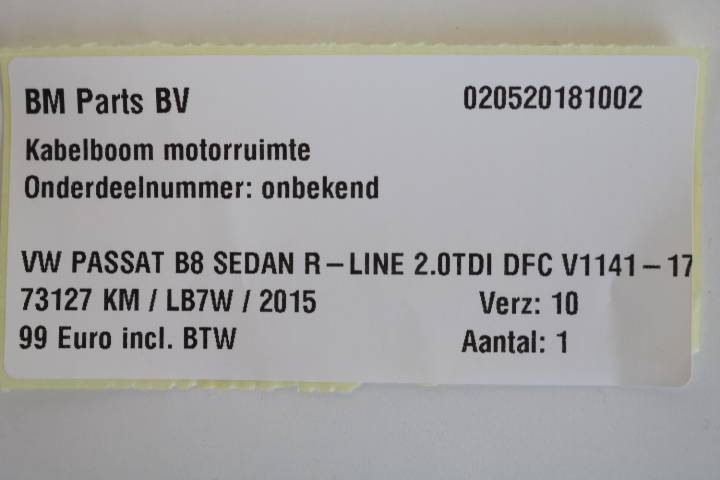 BM Parts BV 020520181002
Kabelboom motorruimte
Onderdeelnummer: onbekend
VW PASSAT B8 SEDAN R-LINE 2.0TDI DFC V1141-17
73127 KM / LB7W / 2015 Verz: 10
99 Euro incl. BTW Aantal: 1